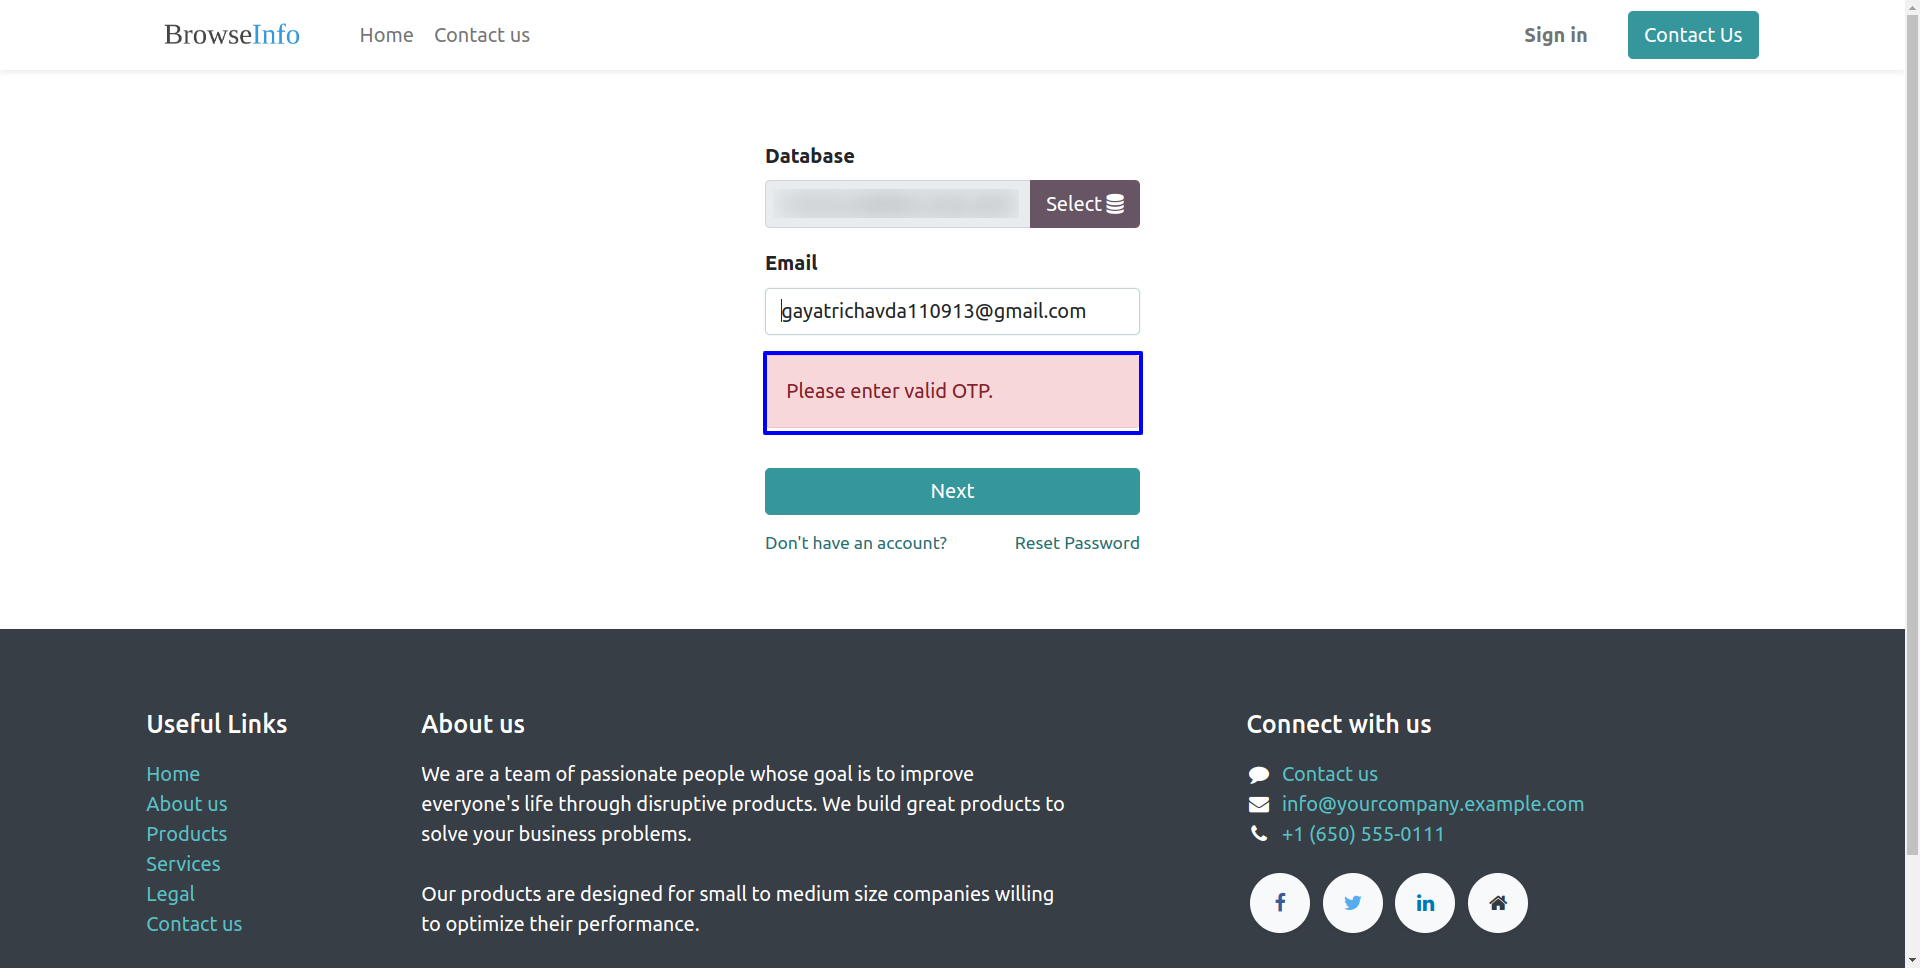 BrowseInfo
Home
Contact us
Sign in
Contact Us
Database
Select
Email
gayatrichavda110913@gmail.com
Please enter valid OTP.
Next
Don't have an account?
Reset Password
Useful Links
Home
About us
Products
Services
Legal
Contact us
About us
We are a team of passionate people whose goal is to improve
everyone's life through disruptive products. We build great products to
solve your business problems.
Our products are designed for small to medium size companies willing
to optimize their performance.
Connect with us
Contact us
info@yourcompany.example.com
+1 (650) 555-0111